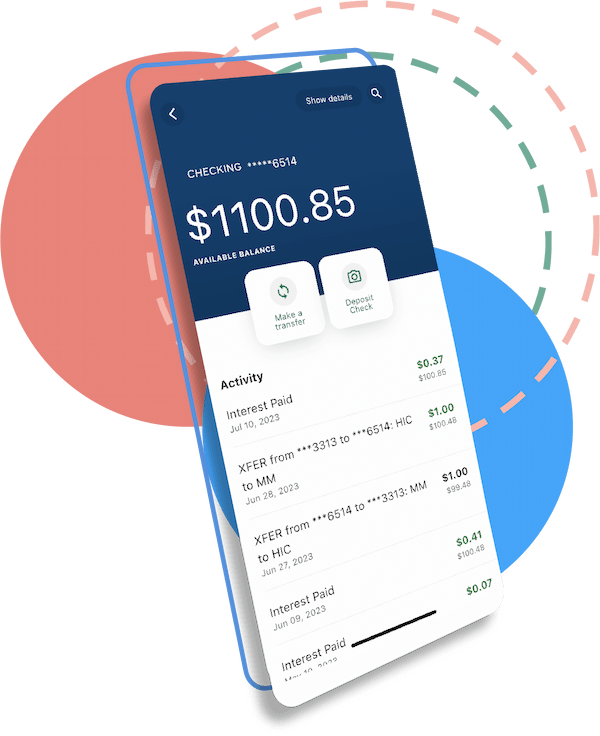 Show details
CHECKING *****6514
$1100.85
AVAILABLE BALANCE
Make a
transfer
Deposit
Check
Activity
Interest Paid
$0.37
Jul 10, 2023
$100.85
XFER from ***3313 to ***6514: HIC
$1.00
to MM
$100.48
Jun 28, 2023
XFER from ***6514 to ***3313: MM
$1.00
to HIC
$99.48
Jun 27, 2023
Interest Paid
$0.41
Jun 09, 2023
$100.48
Interest Paid
$0.07